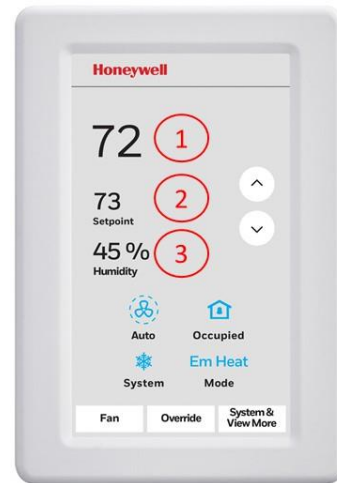 Honeywell
72 1
73 2
Setpoint
45 % 3
Humidity
Auto Occupied
Em Heat
System Mode
Fan Override System &
View More